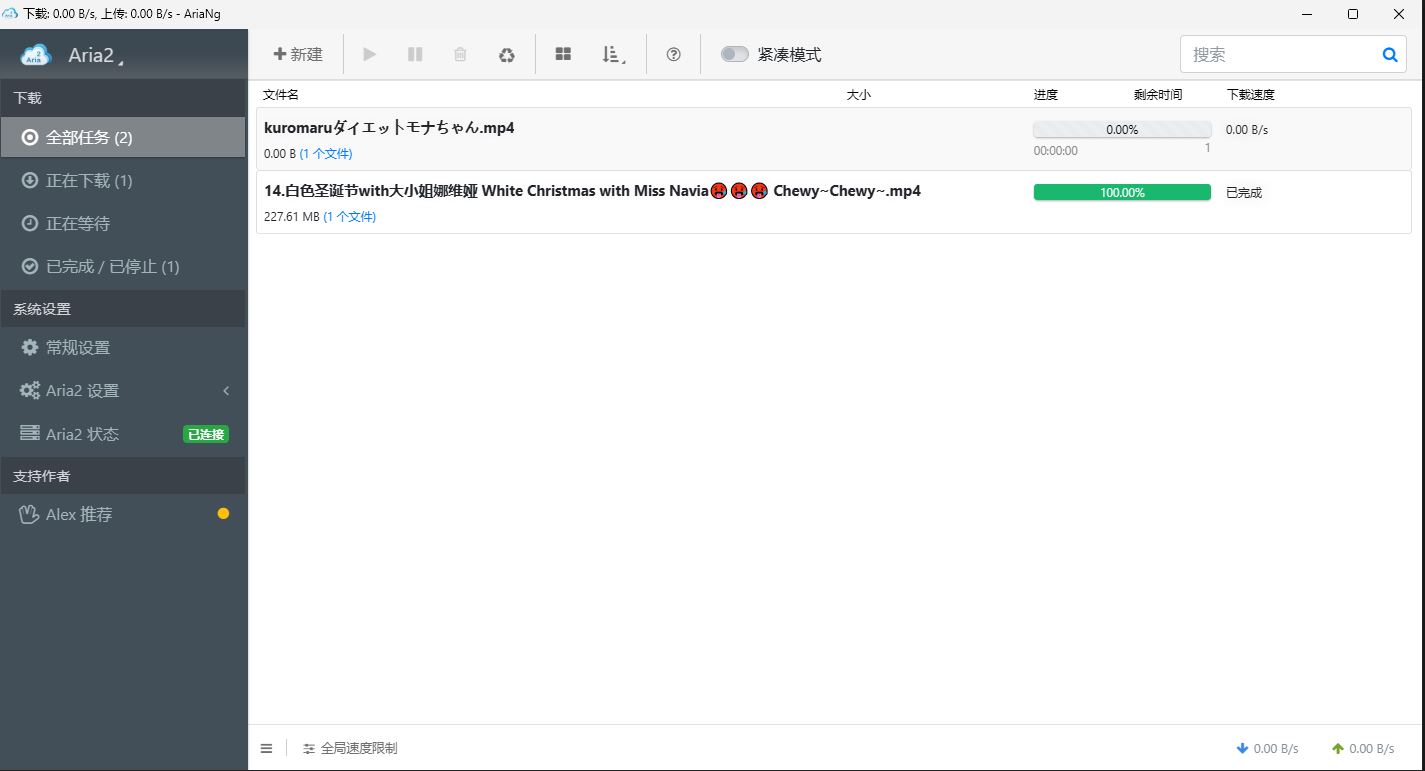 下载: 0.00 B/s, 上传: 0.00 B/s - AriaNg
Aria2
新建
紧凑模式
搜索
下载
全部任务 (2)
正在下载 (1)
正在等待
已完成 / 已停止 (1)
系统设置
常规设置
Aria2 设置
Aria2 状态 已连接
支持作者
Alex 推荐
文件名 大小 进度 剩余时间 下载速度
kuromaruダイエットモナちゃん.mp4 0.00% 0.00 B/s
0.00 B (1 个文件) 00:00:00 1
14.白色圣诞节with大小姐娜维娅 White Christmas with Miss Navia🥵🥵🥵 Chewy~Chewy~.mp4 100.00% 已完成
227.61 MB (1 个文件)
全局速度限制 0.00 B/s 0.00 B/s